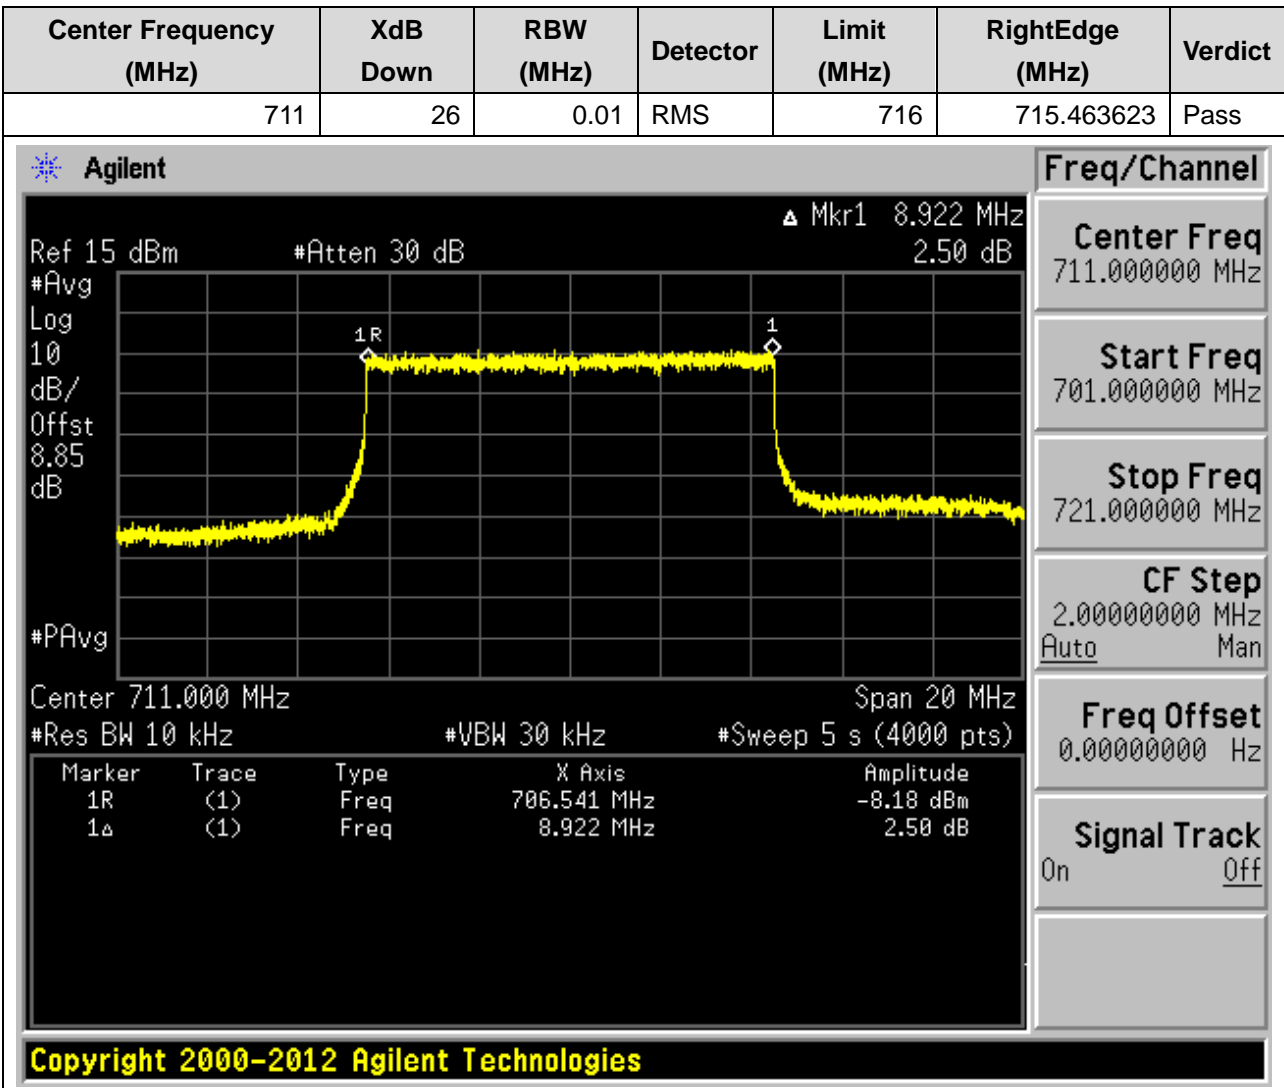 Center Frequency (MHz) XdB Down RBW (MHz) Detector Limit (MHz) RightEdge (MHz) Verdict
711 26 0.01 RMS 716 715.463623 Pass
Agilent
Freq/Channel
Δ Mkr1 8.922 MHz
Ref 15 dBm #Atten 30 dB 2.50 dB
#Avg
Log
10
dB/
Offst
8.85
dB
#PAvg
1R
1
Center 711.000 MHz Span 20 MHz
#Res BW 10 kHz #VBW 30 kHz #Sweep 5 s (4000 pts)
Marker Trace Type X Axis Amplitude
1R (1) Freq 706.541 MHz -8.18 dBm
1Δ (1) Freq 8.922 MHz 2.50 dB
Center Freq
711.000000 MHz
Start Freq
701.000000 MHz
Stop Freq
721.000000 MHz
CF Step
2.00000000 MHz
Auto Man
Freq Offset
0.00000000 Hz
Signal Track
On Off
Copyright 2000-2012 Agilent Technologies